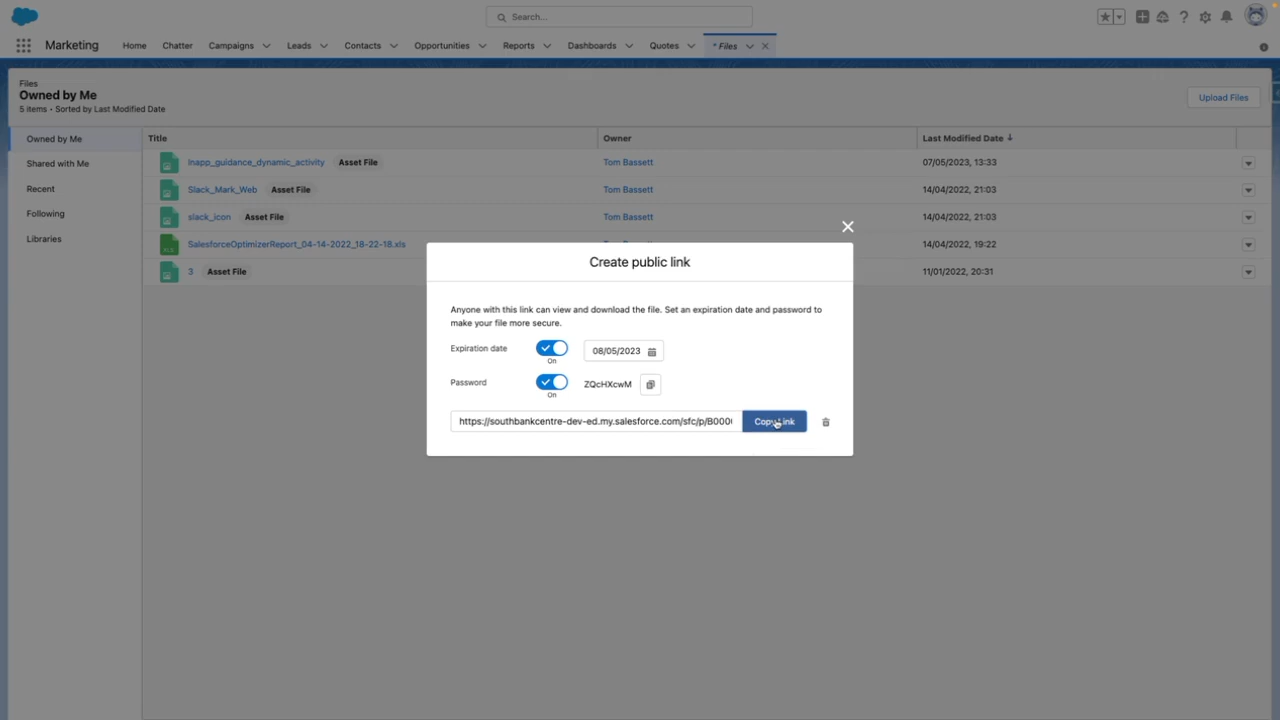 Search...
Marketing Home Chatter Campaigns Leads Contacts Opportunities Reports Dashboards Quotes * Files
Files
Owned by Me
5 items • Sorted by Last Modified Date
Upload Files
Owned by Me
Shared with Me
Recent
Following
Libraries
Title Owner Last Modified Date
inapp_guidance_dynamic_activity Asset File Tom Bassett 07/05/2023, 13:33
Slack_Mark_Web Asset File Tom Bassett 14/04/2022, 21:03
slack_icon Asset File Tom Bassett 14/04/2022, 21:03
SalesforceOptimizerReport_04-14-2022_18-22-18.xls 14/04/2022, 19:22
3 Asset File 11/01/2022, 20:31
Create public link
Anyone with this link can view and download the file. Set an expiration date and password to
make your file more secure.
Expiration date On 08/05/2023
Password On ZQcHXcwM
https://southbankcentre-dev-ed.my.salesforce.com/sfc/p/B000 Copy Link